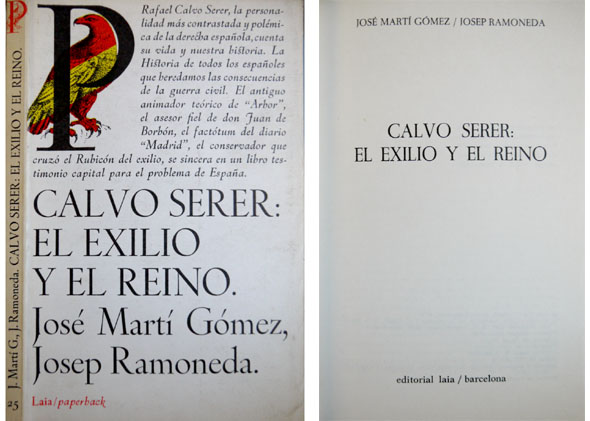 P
J. Martí G., J. Ramoneda. CALVO SERER: EL EXILIO Y EL REINO.
25
P
Rafael Calvo Serer, la perso-
alidad más contrastada y polémi-
ca de la derecha española, cuenta
su vida y nuestra historia. La
Historia de todos los españoles
que heredamos las consecuencias
de la guerra civil. El antiguo
animador teórico de "Arbor", el
asesor fiel de don Juan de
Borbón, el factótum del diario
"Madrid", el conservador que
cruzó el Rubicón del exilio, se sincera en un libro tes-
timonio capital para el problema de España.
CALVO SERER:
EL EXILIO
Y EL REINO.
José Martí Gómez,
Josep Ramoneda.
Laia/paperback
JOSÉ MARTÍ GÓMEZ / JOSEP RAMONEDA
CALVO SERER:
EL EXILIO Y EL REINO
editorial laia / barcelona